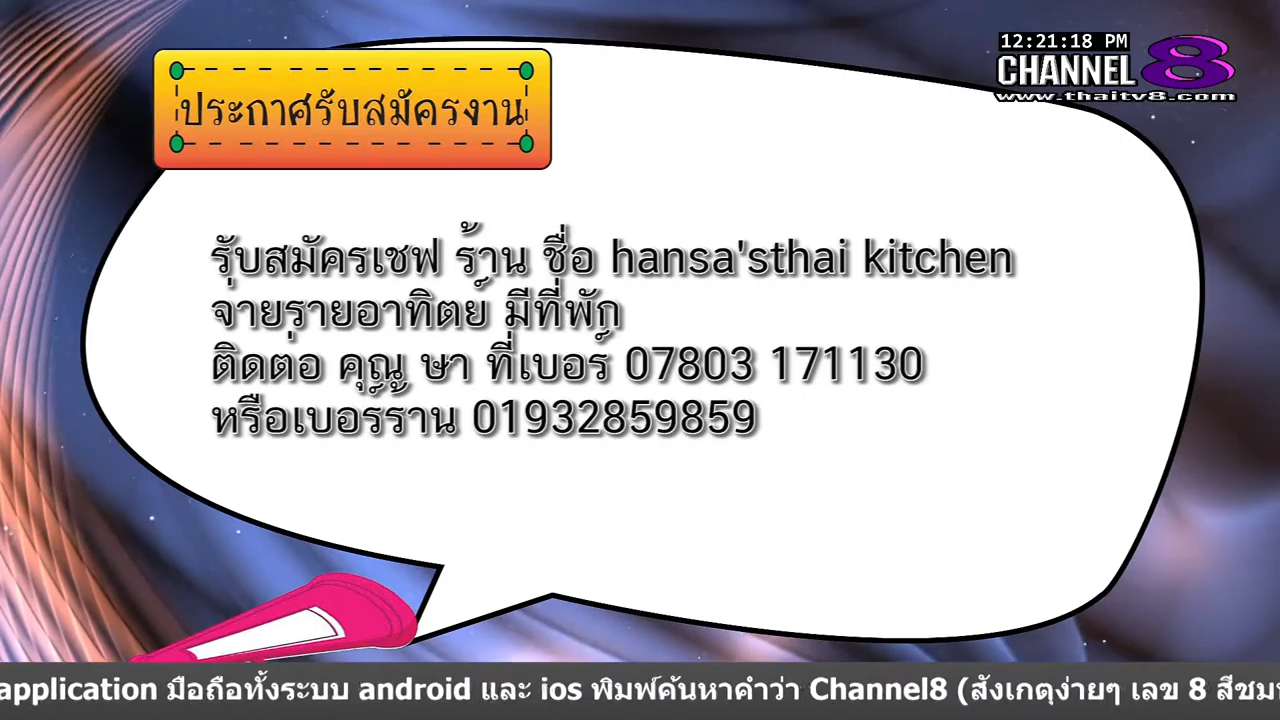 12:21:18 PM
CHANNEL 8
www.thaitv8.com
ประกาศรับสมัครงาน
รับสมัครเชฟ ร้าน ชื่อ hansa'sthai kitchen
จ่ายรายอาทิตย์ มีที่พัก
ติดต่อ คุณ ษา ที่เบอร์ 07803 171130
หรือเบอร์ร้าน 01932859859
application มือถือทั้งระบบ android และ ios พิมพ์ค้นหาคำว่า Channel8 (สังเกตุง่ายๆ เลข 8 สีชม